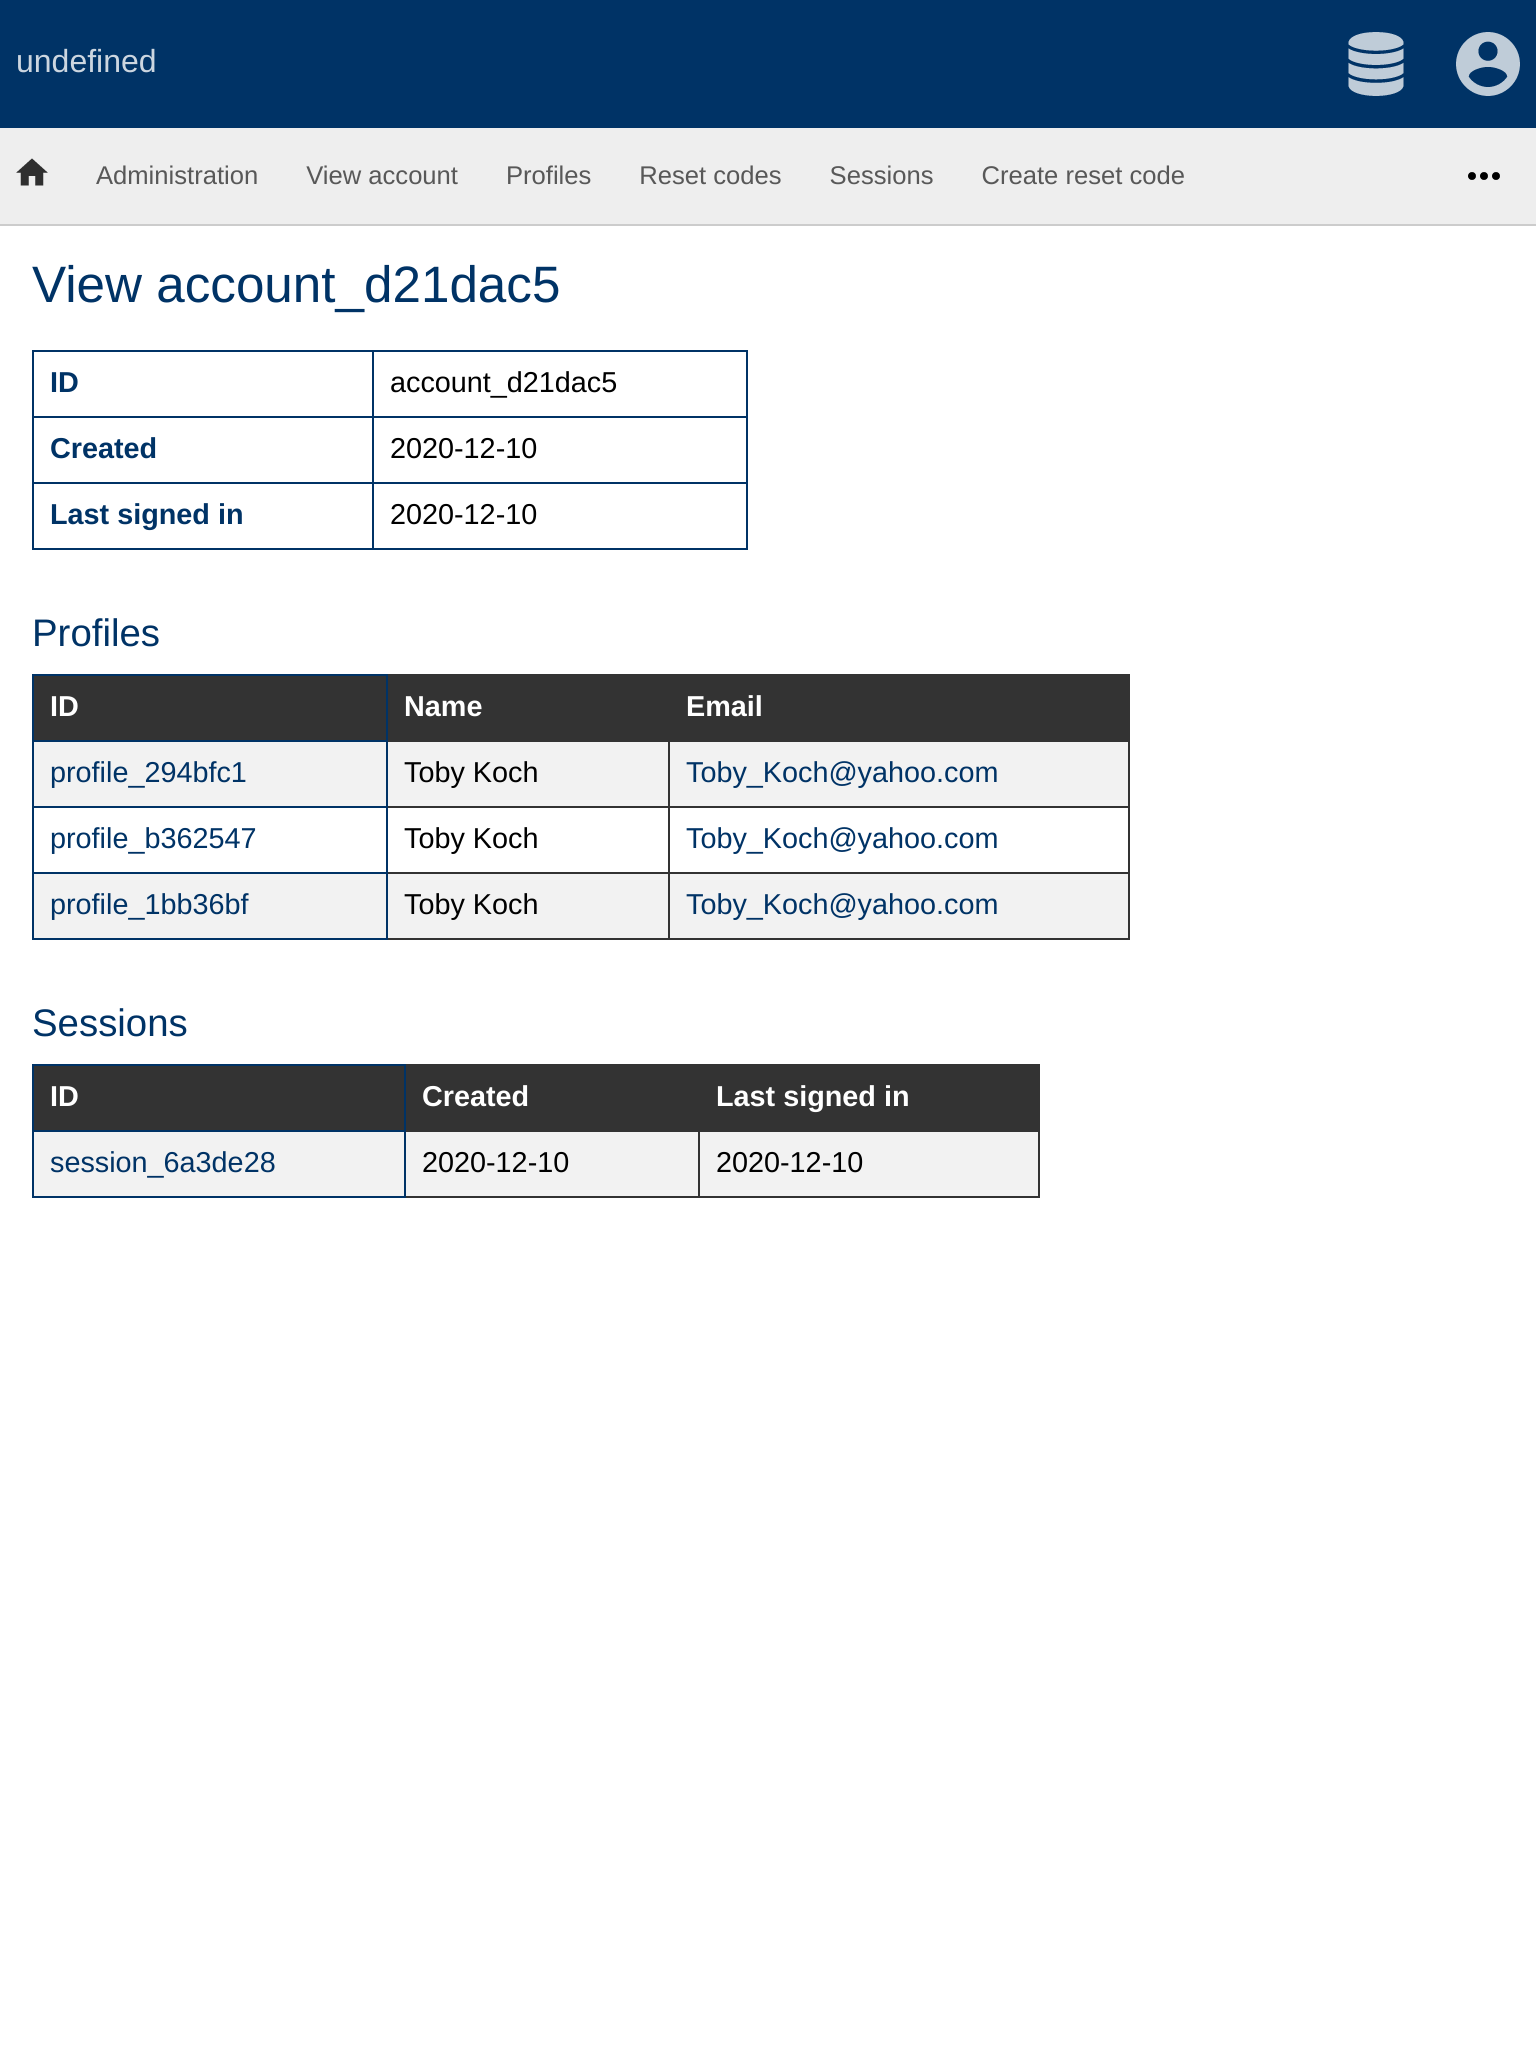 undefined
Administration View account Profiles Reset codes Sessions Create reset code
View account_d21dac5
ID account_d21dac5
Created 2020-12-10
Last signed in 2020-12-10
Profiles
ID Name Email
profile_294bfc1 Toby Koch Toby_Koch@yahoo.com
profile_b362547 Toby Koch Toby_Koch@yahoo.com
profile_1bb36bf Toby Koch Toby_Koch@yahoo.com
Sessions
ID Created Last signed in
session_6a3de28 2020-12-10 2020-12-10